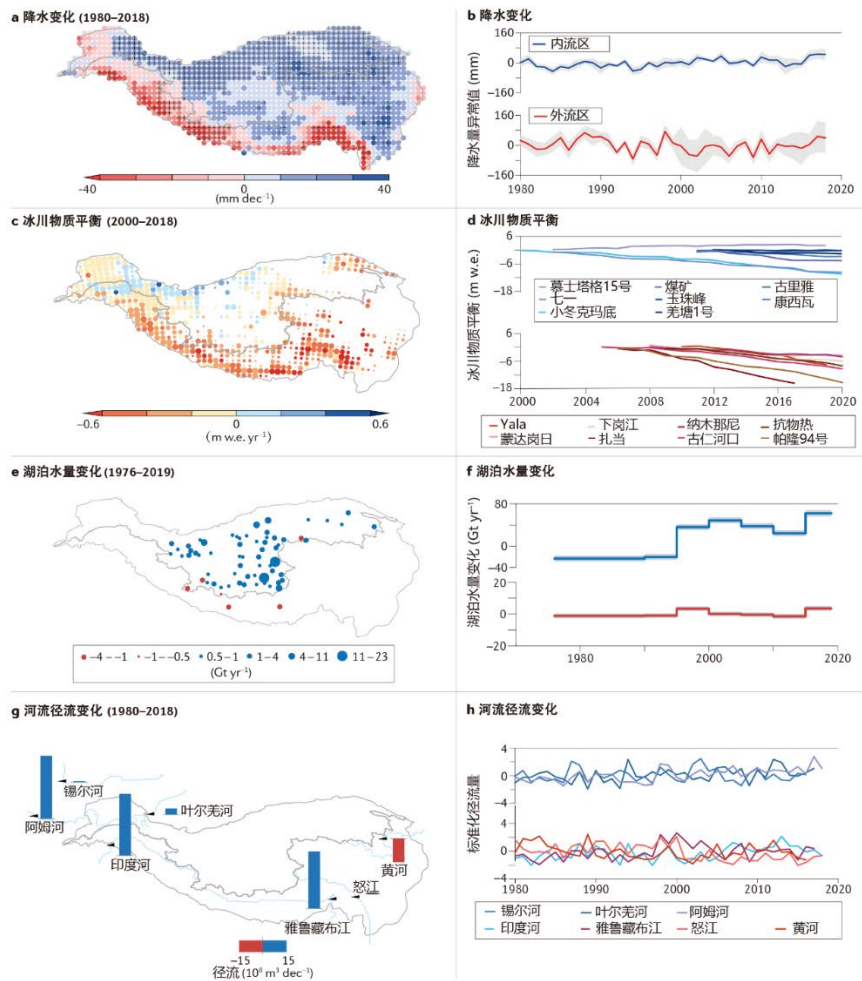 a 降水变化 (1980–2018)
-40 0 40
(mm dec⁻¹)
b 降水变化
160
0
-160
内流区
160
0
-160
外流区
降水量异常值 (mm)
1980 1990 2000 2010 2020
c 冰川物质平衡 (2000–2018)
-0.6 0 0.6
(m w.e. yr⁻¹)
d 冰川物质平衡
6
-6
-18
慕士塔格15号 煤矿 古里雅
七一 玉珠峰 康西瓦
小冬克玛底 羌塘1号
6
-6
-18
冰川物质平衡 (m w.e.)
2000 2004 2008 2012 2016 2020
Yala 下岗江 纳木那尼 抗物热
蒙达岗日 扎当 古仁河口 帕隆94号
e 湖泊水量变化 (1976–2019)
-4 – -1 -1 – -0.5 0.5–1 1–4 4–11 11–23
(Gt yr⁻¹)
f 湖泊水量变化
80
0
-40
20
0
-20
湖泊水量变化 (Gt yr⁻¹)
1980 2000 2020
g 河流径流变化 (1980–2018)
锡尔河
阿姆河
叶尔羌河
印度河
黄河
怒江
雅鲁藏布江
-15 15
径流 (10⁸ m³ dec⁻¹)
h 河流径流变化
4
0
-4
4
0
-4
标准化径流量
1980 1990 2000 2010 2020
锡尔河 叶尔羌河 阿姆河
印度河 雅鲁藏布江 怒江 黄河